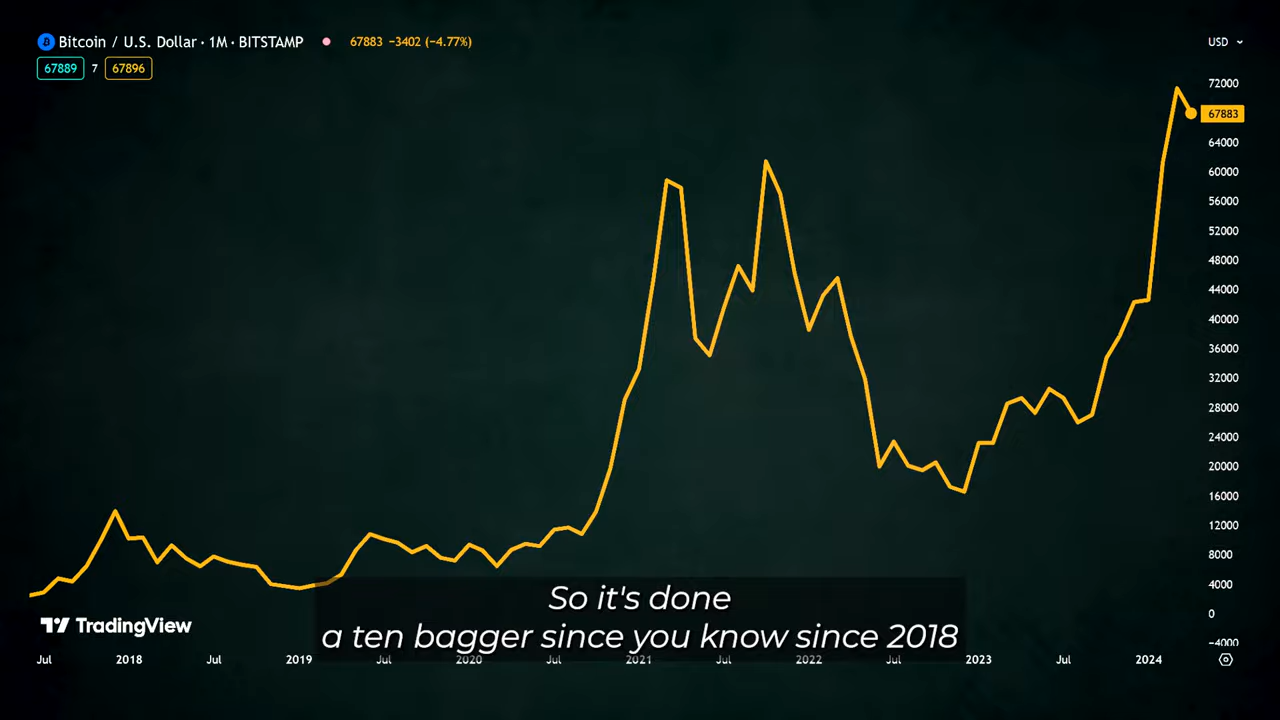 Bitcoin / U.S. Dollar · 1M · BITSTAMP 67883 −3402 (−4.77%)
USD
67889 7 67896
72000
67883
64000
60000
56000
52000
48000
44000
40000
36000
32000
28000
24000
20000
16000
12000
8000
4000
0
−4000
So it's done
a ten bagger since you know since 2018
TradingView
Jul 2018 Jul 2019 Jul 2020 Jul 2021 Jul 2022 Jul 2023 Jul 2024